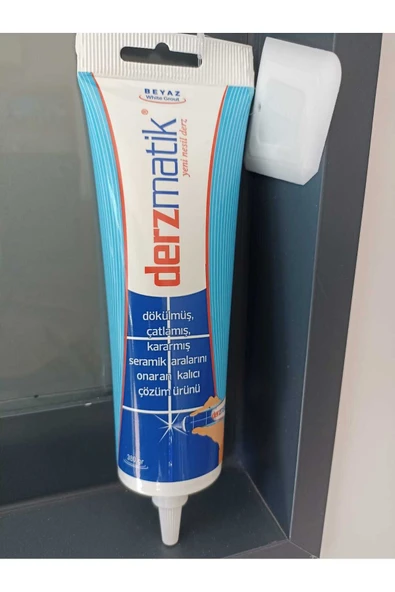 BEYAZ
White Grout
derzmatik®
yeni nesil derz
dökülmüş,
çatlamış,
kararmış
seramik aralarını
onaran kalıcı
çözüm ürünü